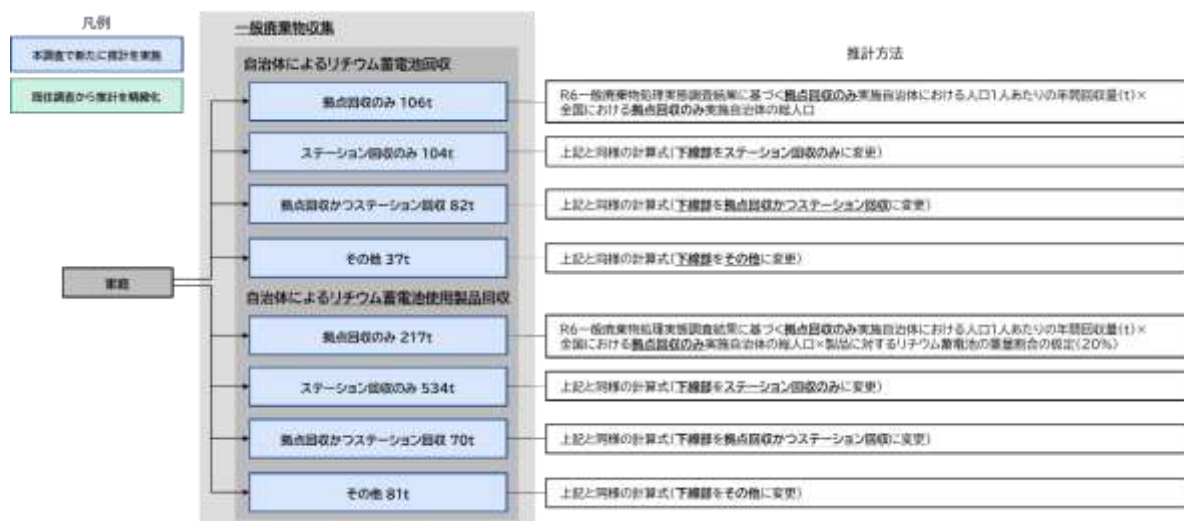 凡例
本調査で新たに推計を実施
既往調査から推計を精緻化
一般廃棄物収集
自治体によるリチウム蓄電池回収
推計方法
拠点回収のみ 106t
R6一般廃棄物処理実態調査結果に基づく拠点回収のみ実施自治体における人口1人あたりの年間回収量(t)×
全国における拠点回収のみ実施自治体の総人口
ステーション回収のみ 104t
上記と同様の計算式(下線部をステーション回収のみに変更)
拠点回収かつステーション回収 82t
上記と同様の計算式(下線部を拠点回収かつステーション回収に変更)
その他 37t
上記と同様の計算式(下線部をその他に変更)
家庭
自治体によるリチウム蓄電池使用製品回収
拠点回収のみ 217t
R6一般廃棄物処理実態調査結果に基づく拠点回収のみ実施自治体における人口1人あたりの年間回収量(t)×
全国における拠点回収のみ実施自治体の総人口×製品に対するリチウム蓄電池の重量割合の仮定(20%)
ステーション回収のみ 534t
上記と同様の計算式(下線部をステーション回収のみに変更)
拠点回収かつステーション回収 70t
上記と同様の計算式(下線部を拠点回収かつステーション回収に変更)
その他 81t
上記と同様の計算式(下線部をその他に変更)